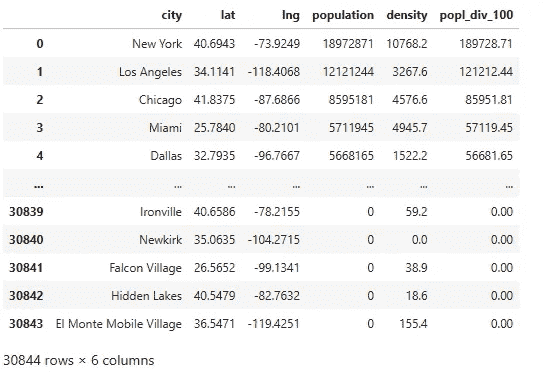 city lat lng population density popl_div_100
0 New York 40.6943 -73.9249 18972871 10768.2 189728.71
1 Los Angeles 34.1141 -118.4068 12121244 3267.6 121212.44
2 Chicago 41.8375 -87.6866 8595181 4576.6 85951.81
3 Miami 25.7840 -80.2101 5711945 4945.7 57119.45
4 Dallas 32.7935 -96.7667 5668165 1522.2 56681.65
... ... ... ... ... ... ...
30839 Ironville 40.6586 -78.2155 0 59.2 0.00
30840 Newkirk 35.0635 -104.2715 0 0.0 0.00
30841 Falcon Village 26.5652 -99.1341 0 38.9 0.00
30842 Hidden Lakes 40.5479 -82.7632 0 18.6 0.00
30843 El Monte Mobile Village 36.5471 -119.4251 0 155.4 0.00
30844 rows × 6 columns